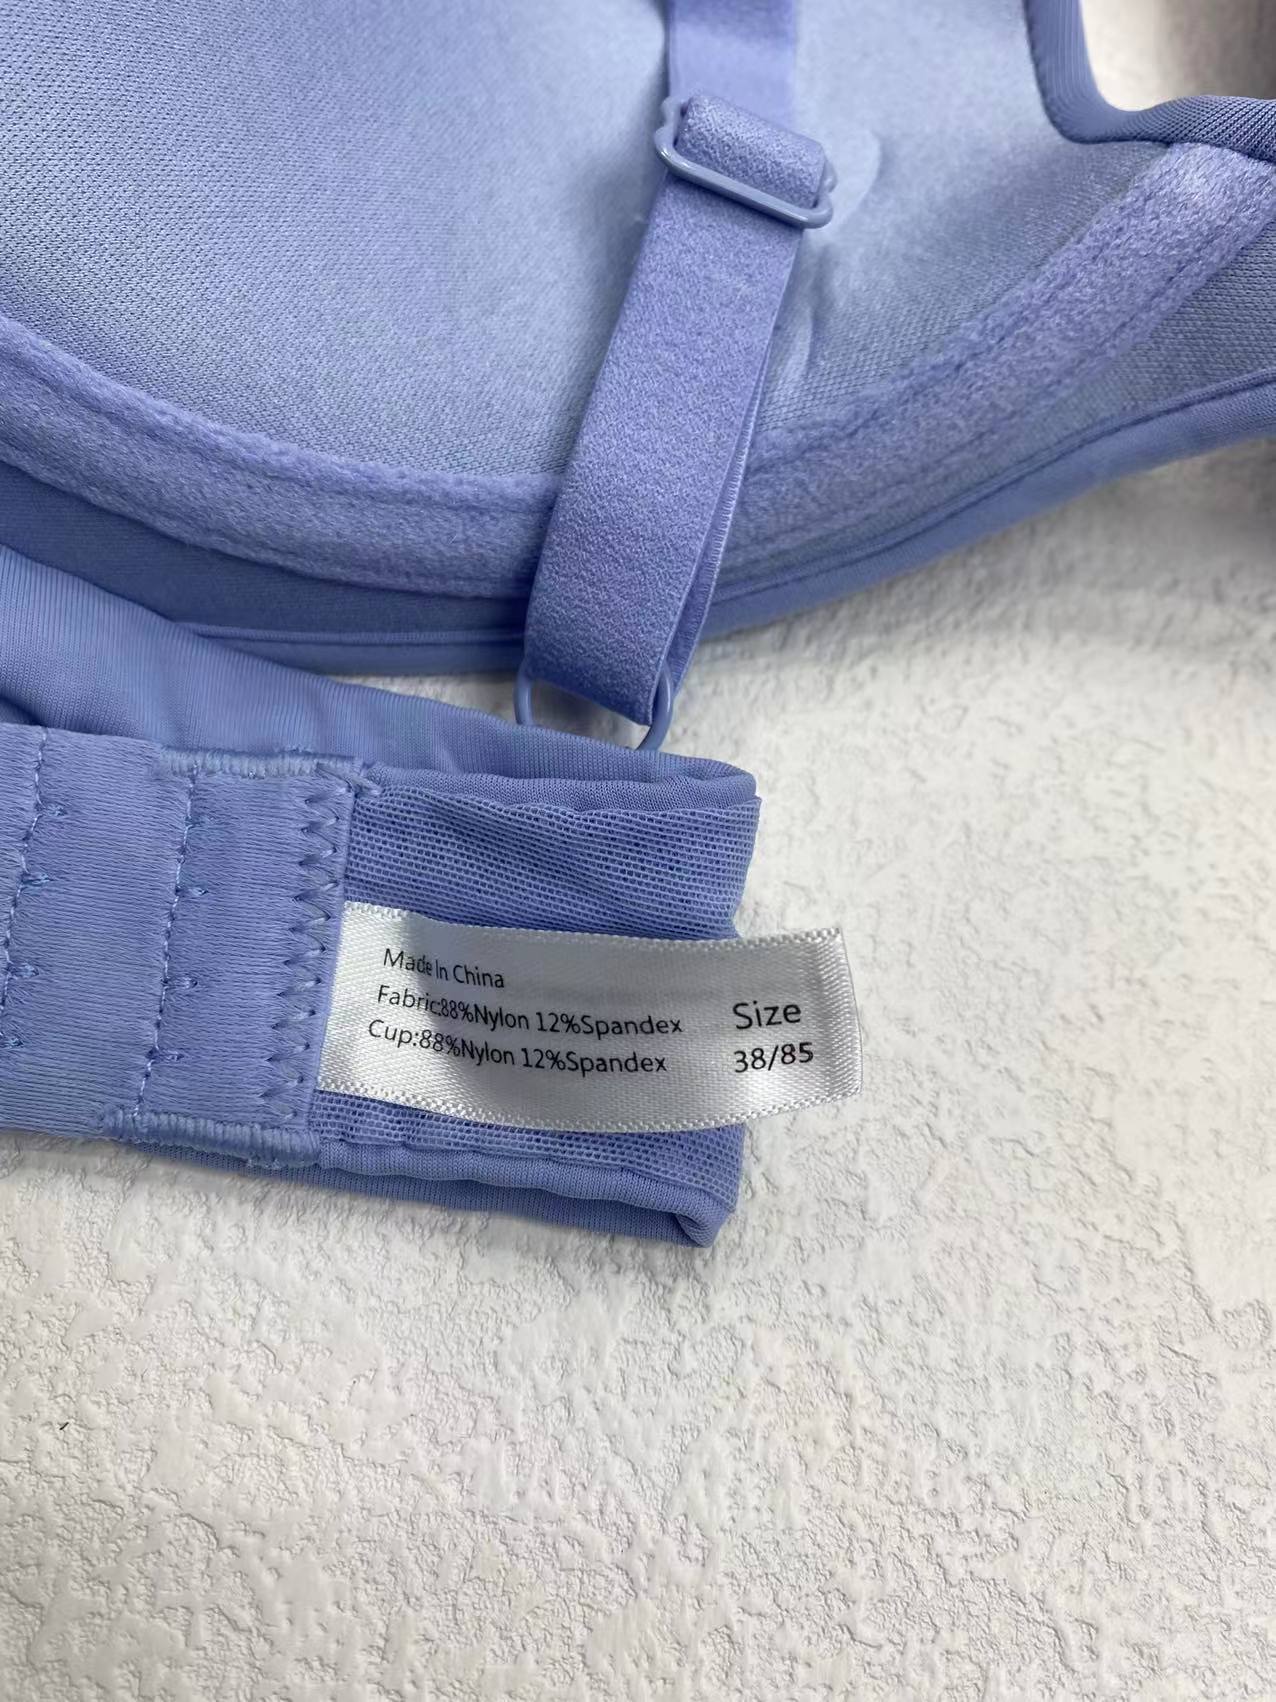 Made In China
Fabric:88%Nylon 12%Spandex
Cup:88%Nylon 12%Spandex
Size
38/85